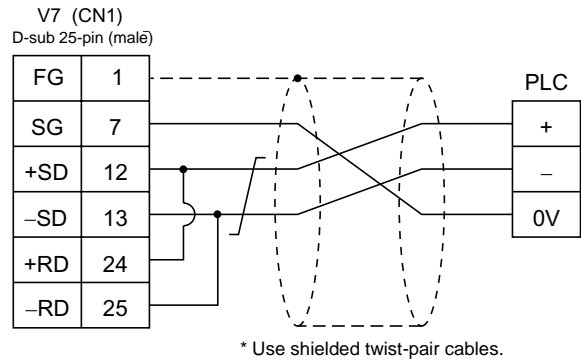 V7 (CN1)
D-sub 25-pin (male)
FG 1
SG 7
+SD 12
−SD 13
+RD 24
−RD 25
PLC
+
−
0V
* Use shielded twist-pair cables.